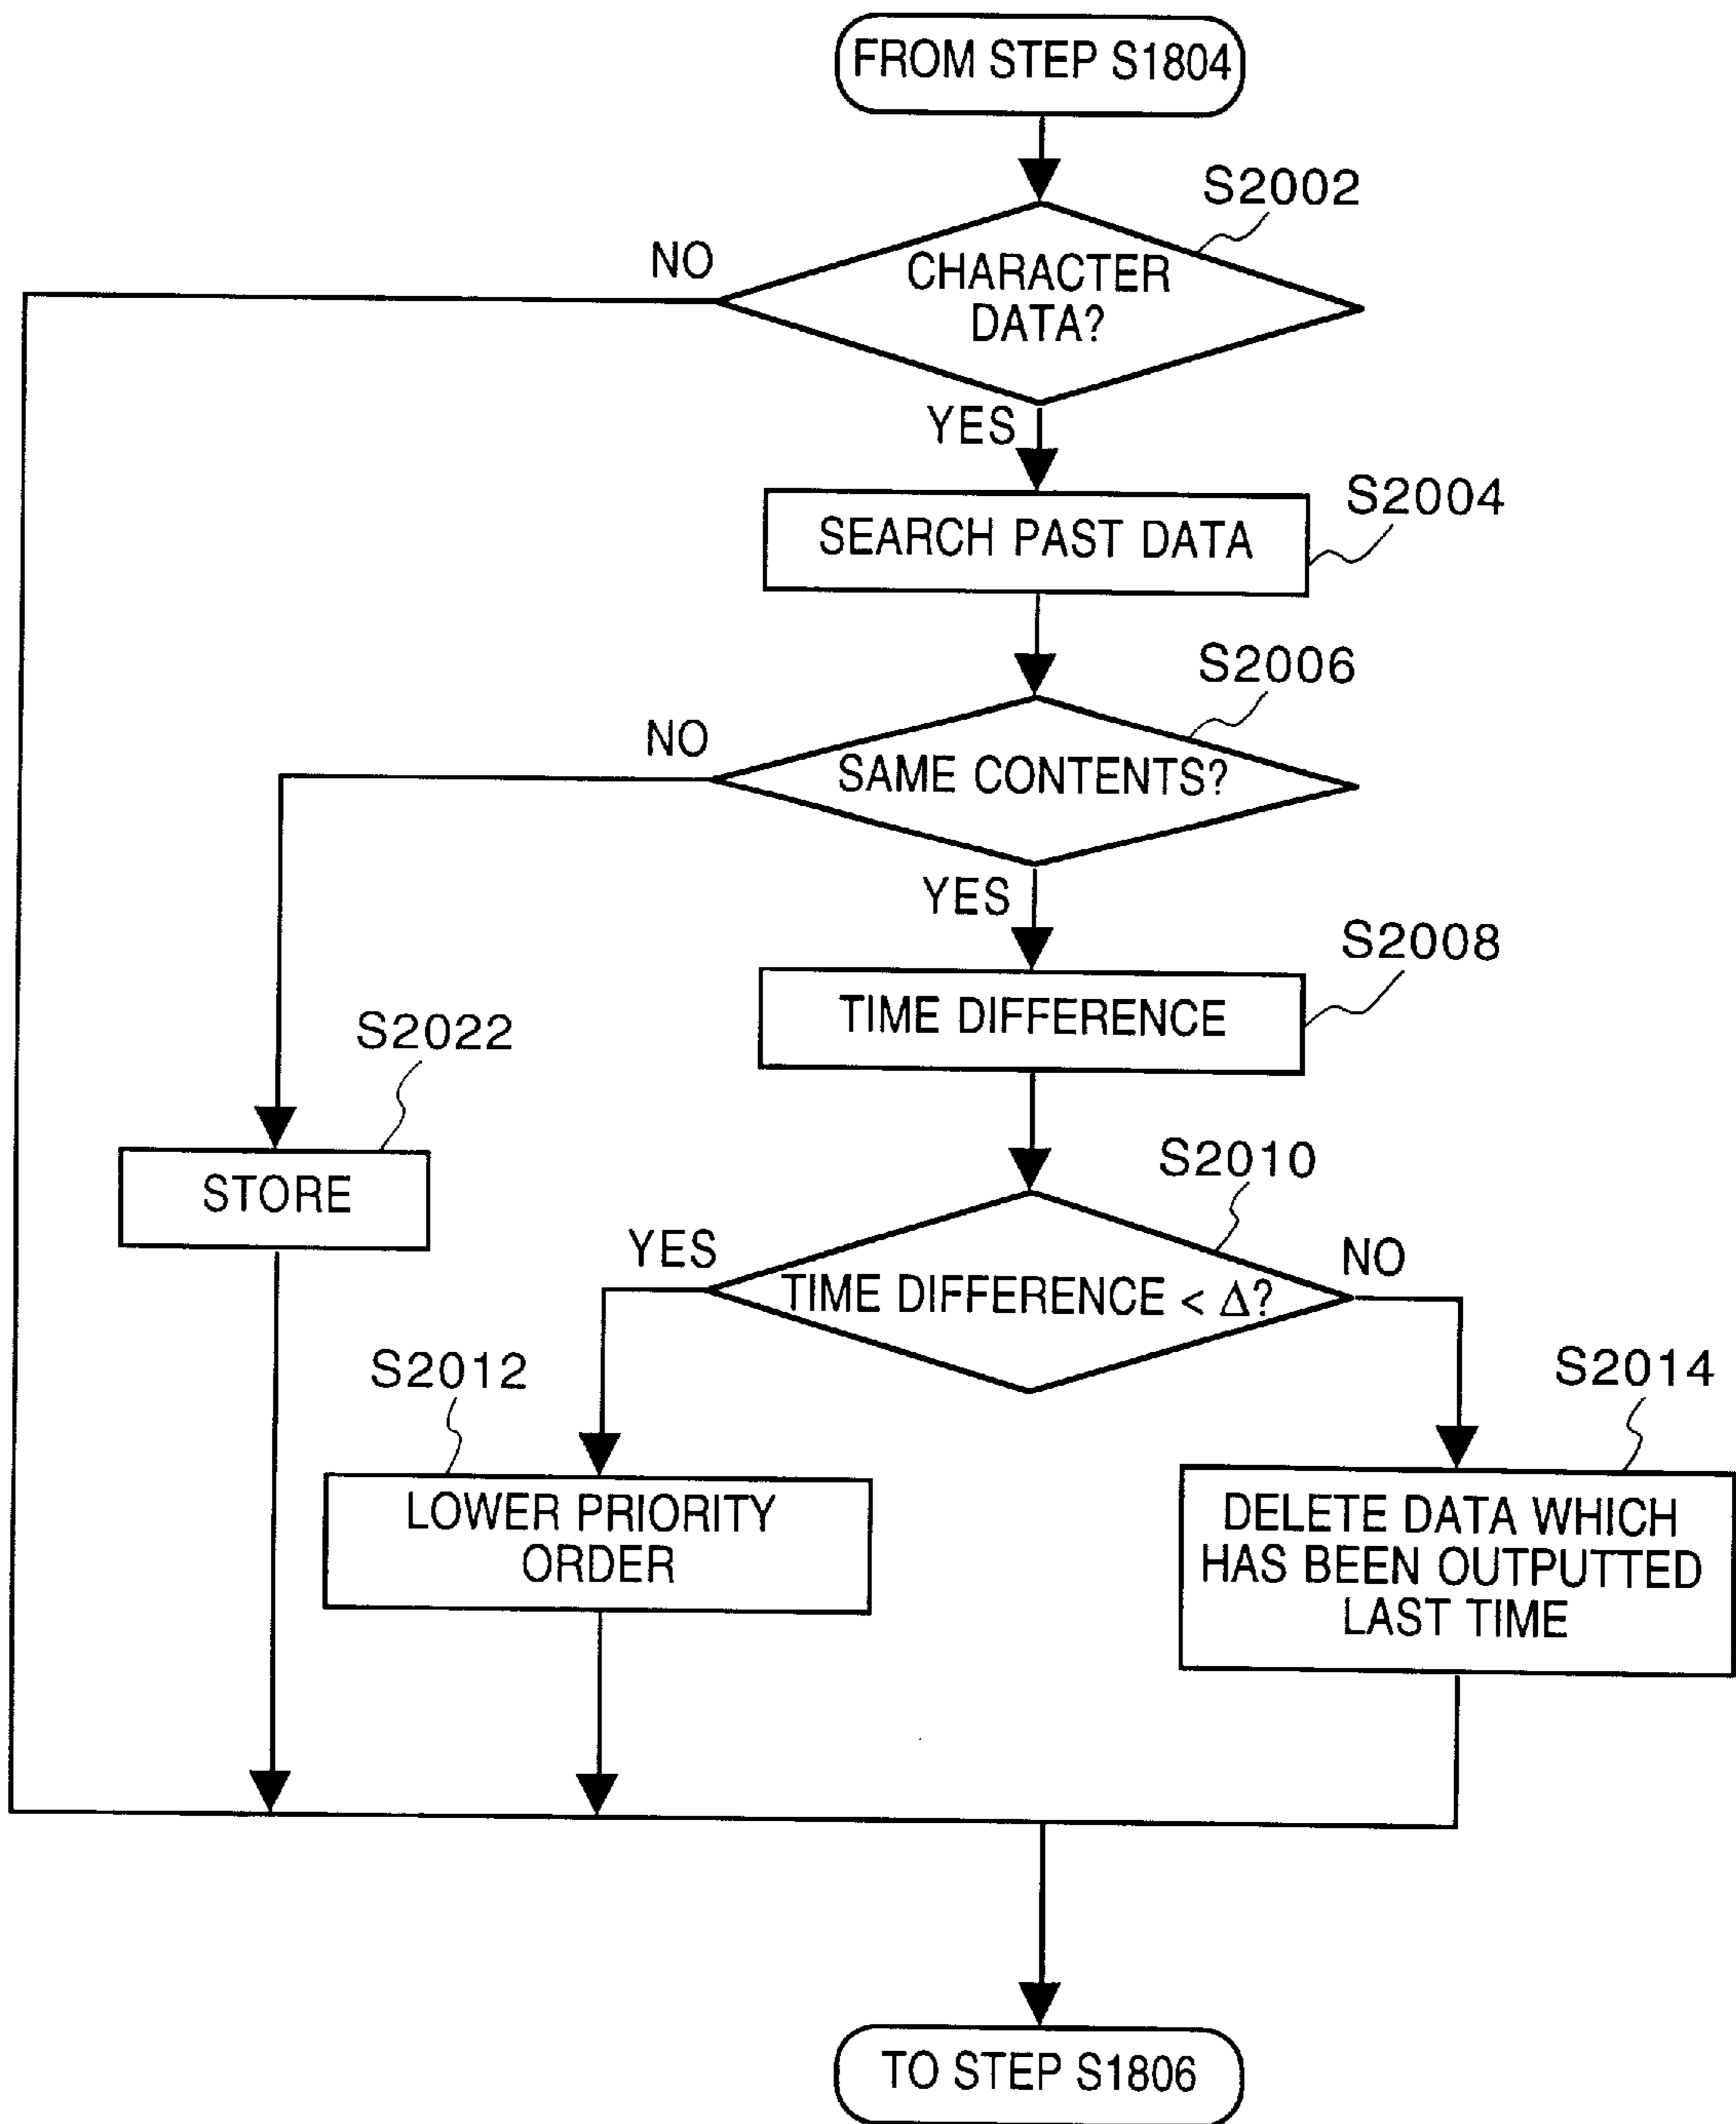 FROM STEP S1804
S2002
NO
CHARACTER
DATA?
YES
S2004
SEARCH PAST DATA
S2006
NO
SAME CONTENTS?
YES
S2008
TIME DIFFERENCE
S2022
STORE
S2010
YES
NO
TIME DIFFERENCE < Δ?
S2012
S2014
LOWER PRIORITY
ORDER
DELETE DATA WHICH
HAS BEEN OUTPUTTED
LAST TIME
TO STEP S1806